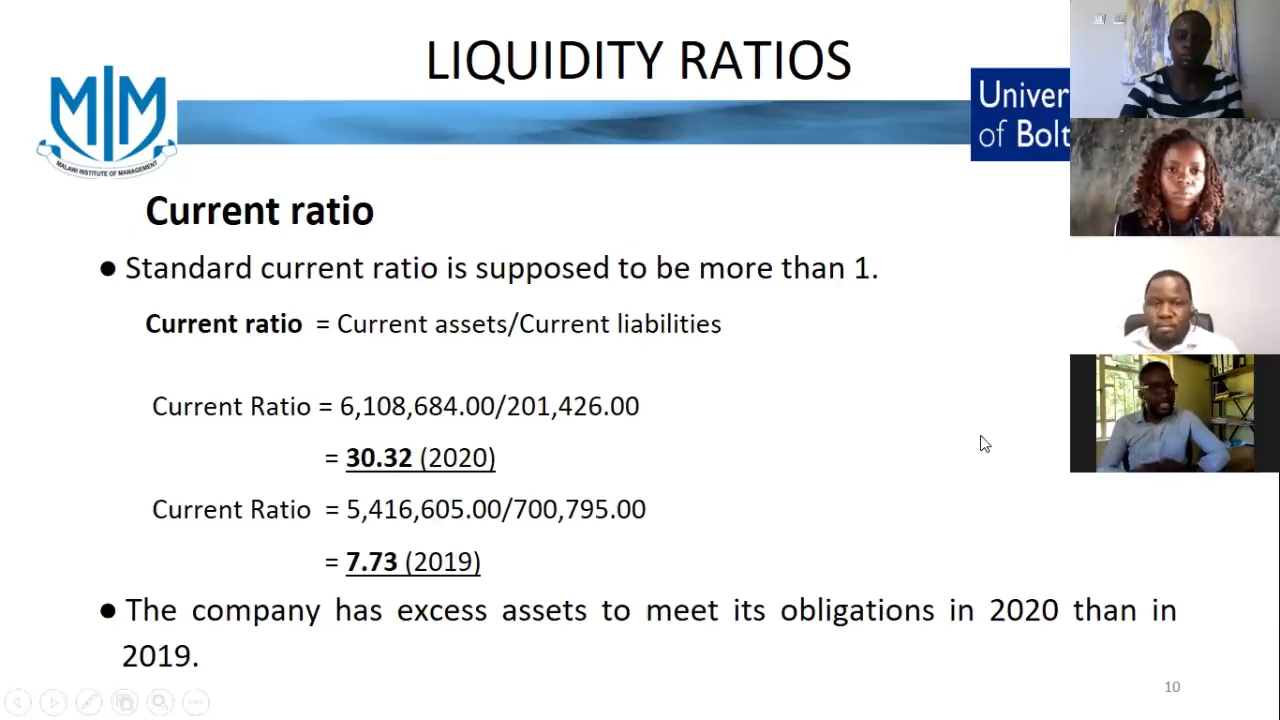 LIQUIDITY RATIOS
MIM
MALAWI INSTITUTE OF MANAGEMENT
Univer
of Bolt
Current ratio
● Standard current ratio is supposed to be more than 1.
Current ratio = Current assets/Current liabilities
Current Ratio = 6,108,684.00/201,426.00
= 30.32 (2020)
Current Ratio = 5,416,605.00/700,795.00
= 7.73 (2019)
● The company has excess assets to meet its obligations in 2020 than in
2019.
10